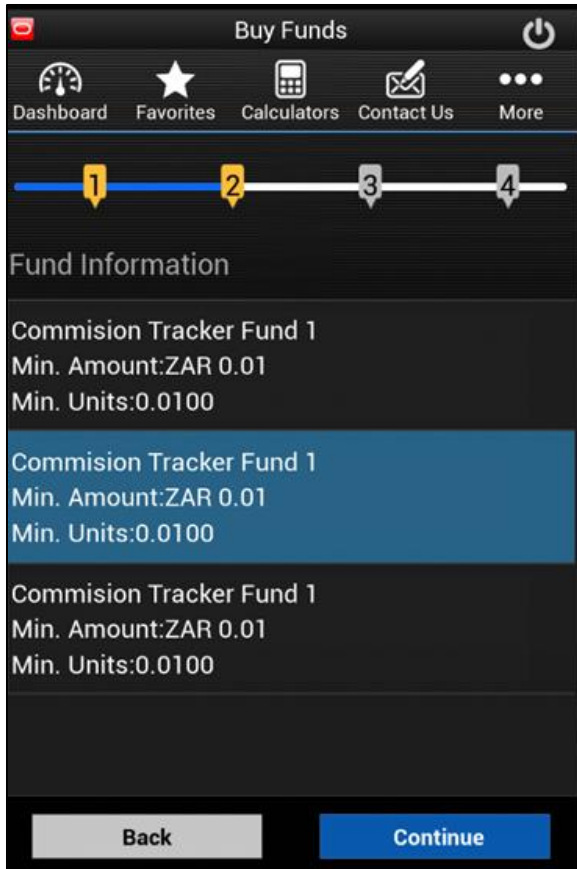 Buy Funds
Dashboard Favorites Calculators Contact Us More
1 2 3 4
Fund Information
Commision Tracker Fund 1
Min. Amount:ZAR 0.01
Min. Units:0.0100
Commision Tracker Fund 1
Min. Amount:ZAR 0.01
Min. Units:0.0100
Commision Tracker Fund 1
Min. Amount:ZAR 0.01
Min. Units:0.0100
Back Continue